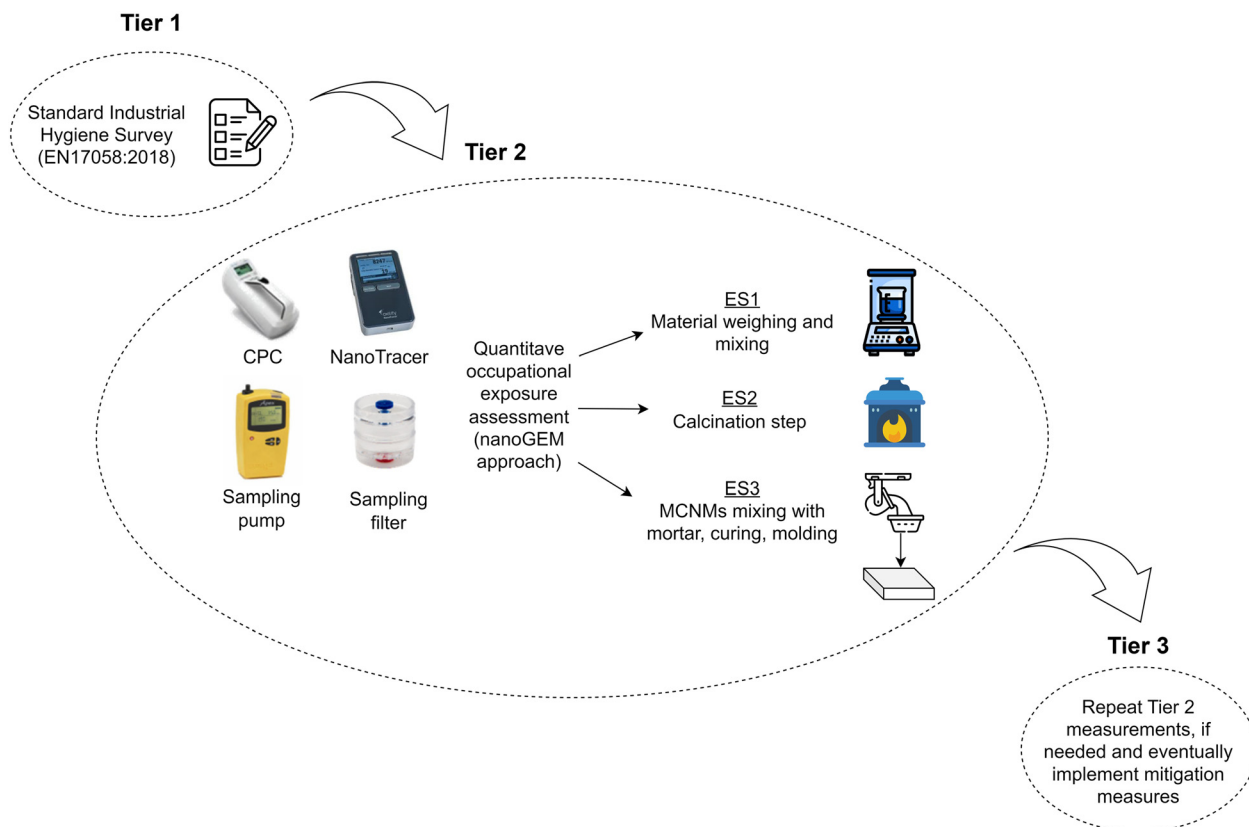 Tier 1
Standard Industrial
Hygiene Survey
(EN17058:2018)
Tier 2
CPC
NanoTracer
Sampling
pump
Sampling
filter
Quantitave
occupational
exposure
assessment
(nanoGEM
approach)
ES1
Material weighing and
mixing
ES2
Calcination step
ES3
MCNMs mixing with
mortar, curing, molding
Tier 3
Repeat Tier 2
measurements, if
needed and eventually
implement mitigation
measures